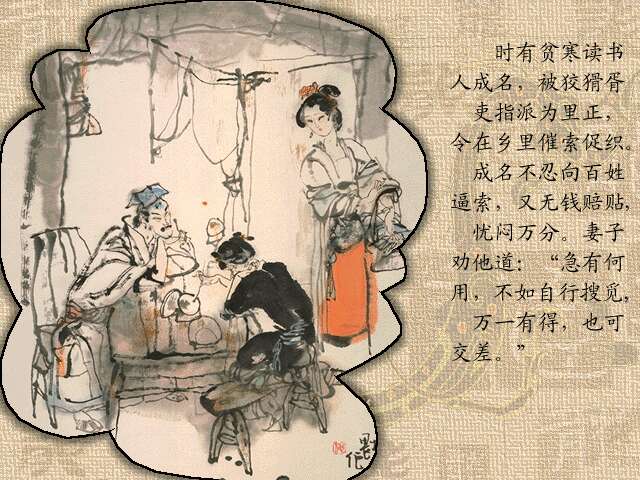 时有贫寒读书
人成名，被狡猾胥
吏指派为里正，
令在乡里催索促织。
成名不忍向百姓
逼索，又无钱赔贴，
忧闷万分。妻子
劝他道：“急有何
用，不如自行搜觅，
万一有得，也可
交差。”